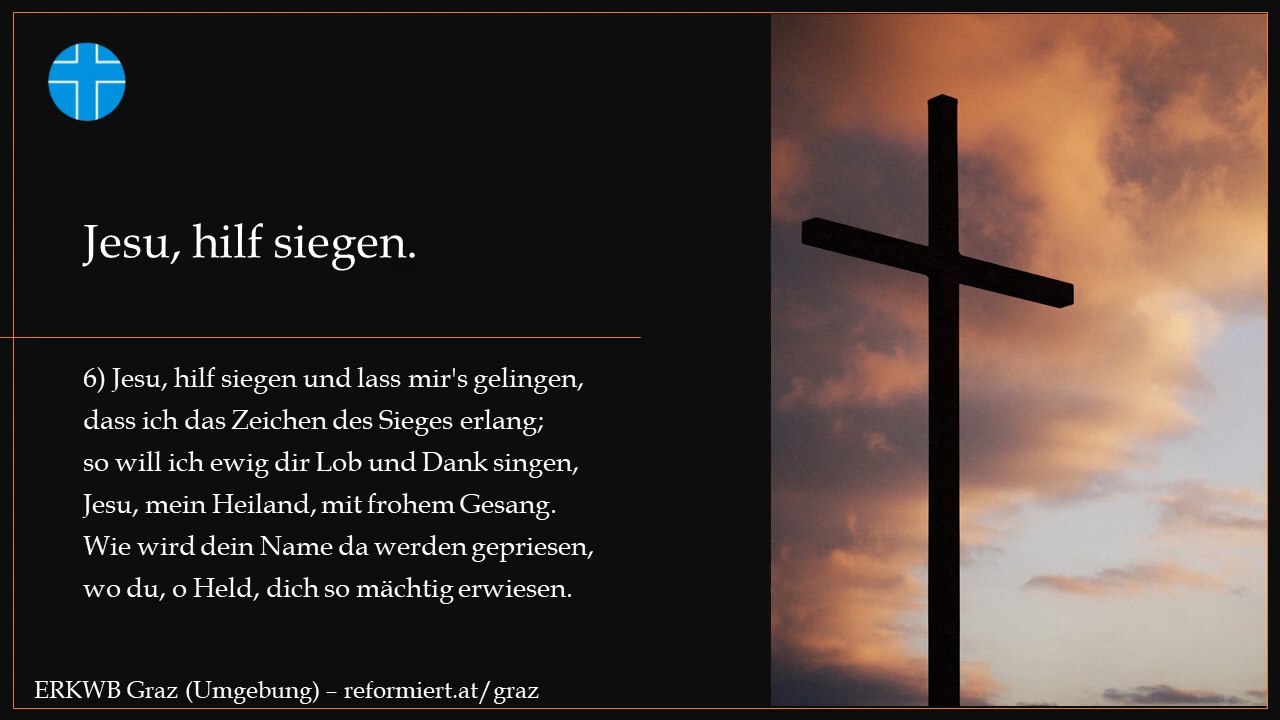 Jesu, hilf siegen.
6) Jesu, hilf siegen und lass mir's gelingen,
dass ich das Zeichen des Sieges erlang;
so will ich ewig dir Lob und Dank singen,
Jesu, mein Heiland, mit frohem Gesang.
Wie wird dein Name da werden gepriesen,
wo du, o Held, dich so mächtig erwiesen.
ERKWB Graz (Umgebung) – reformiert.at/graz